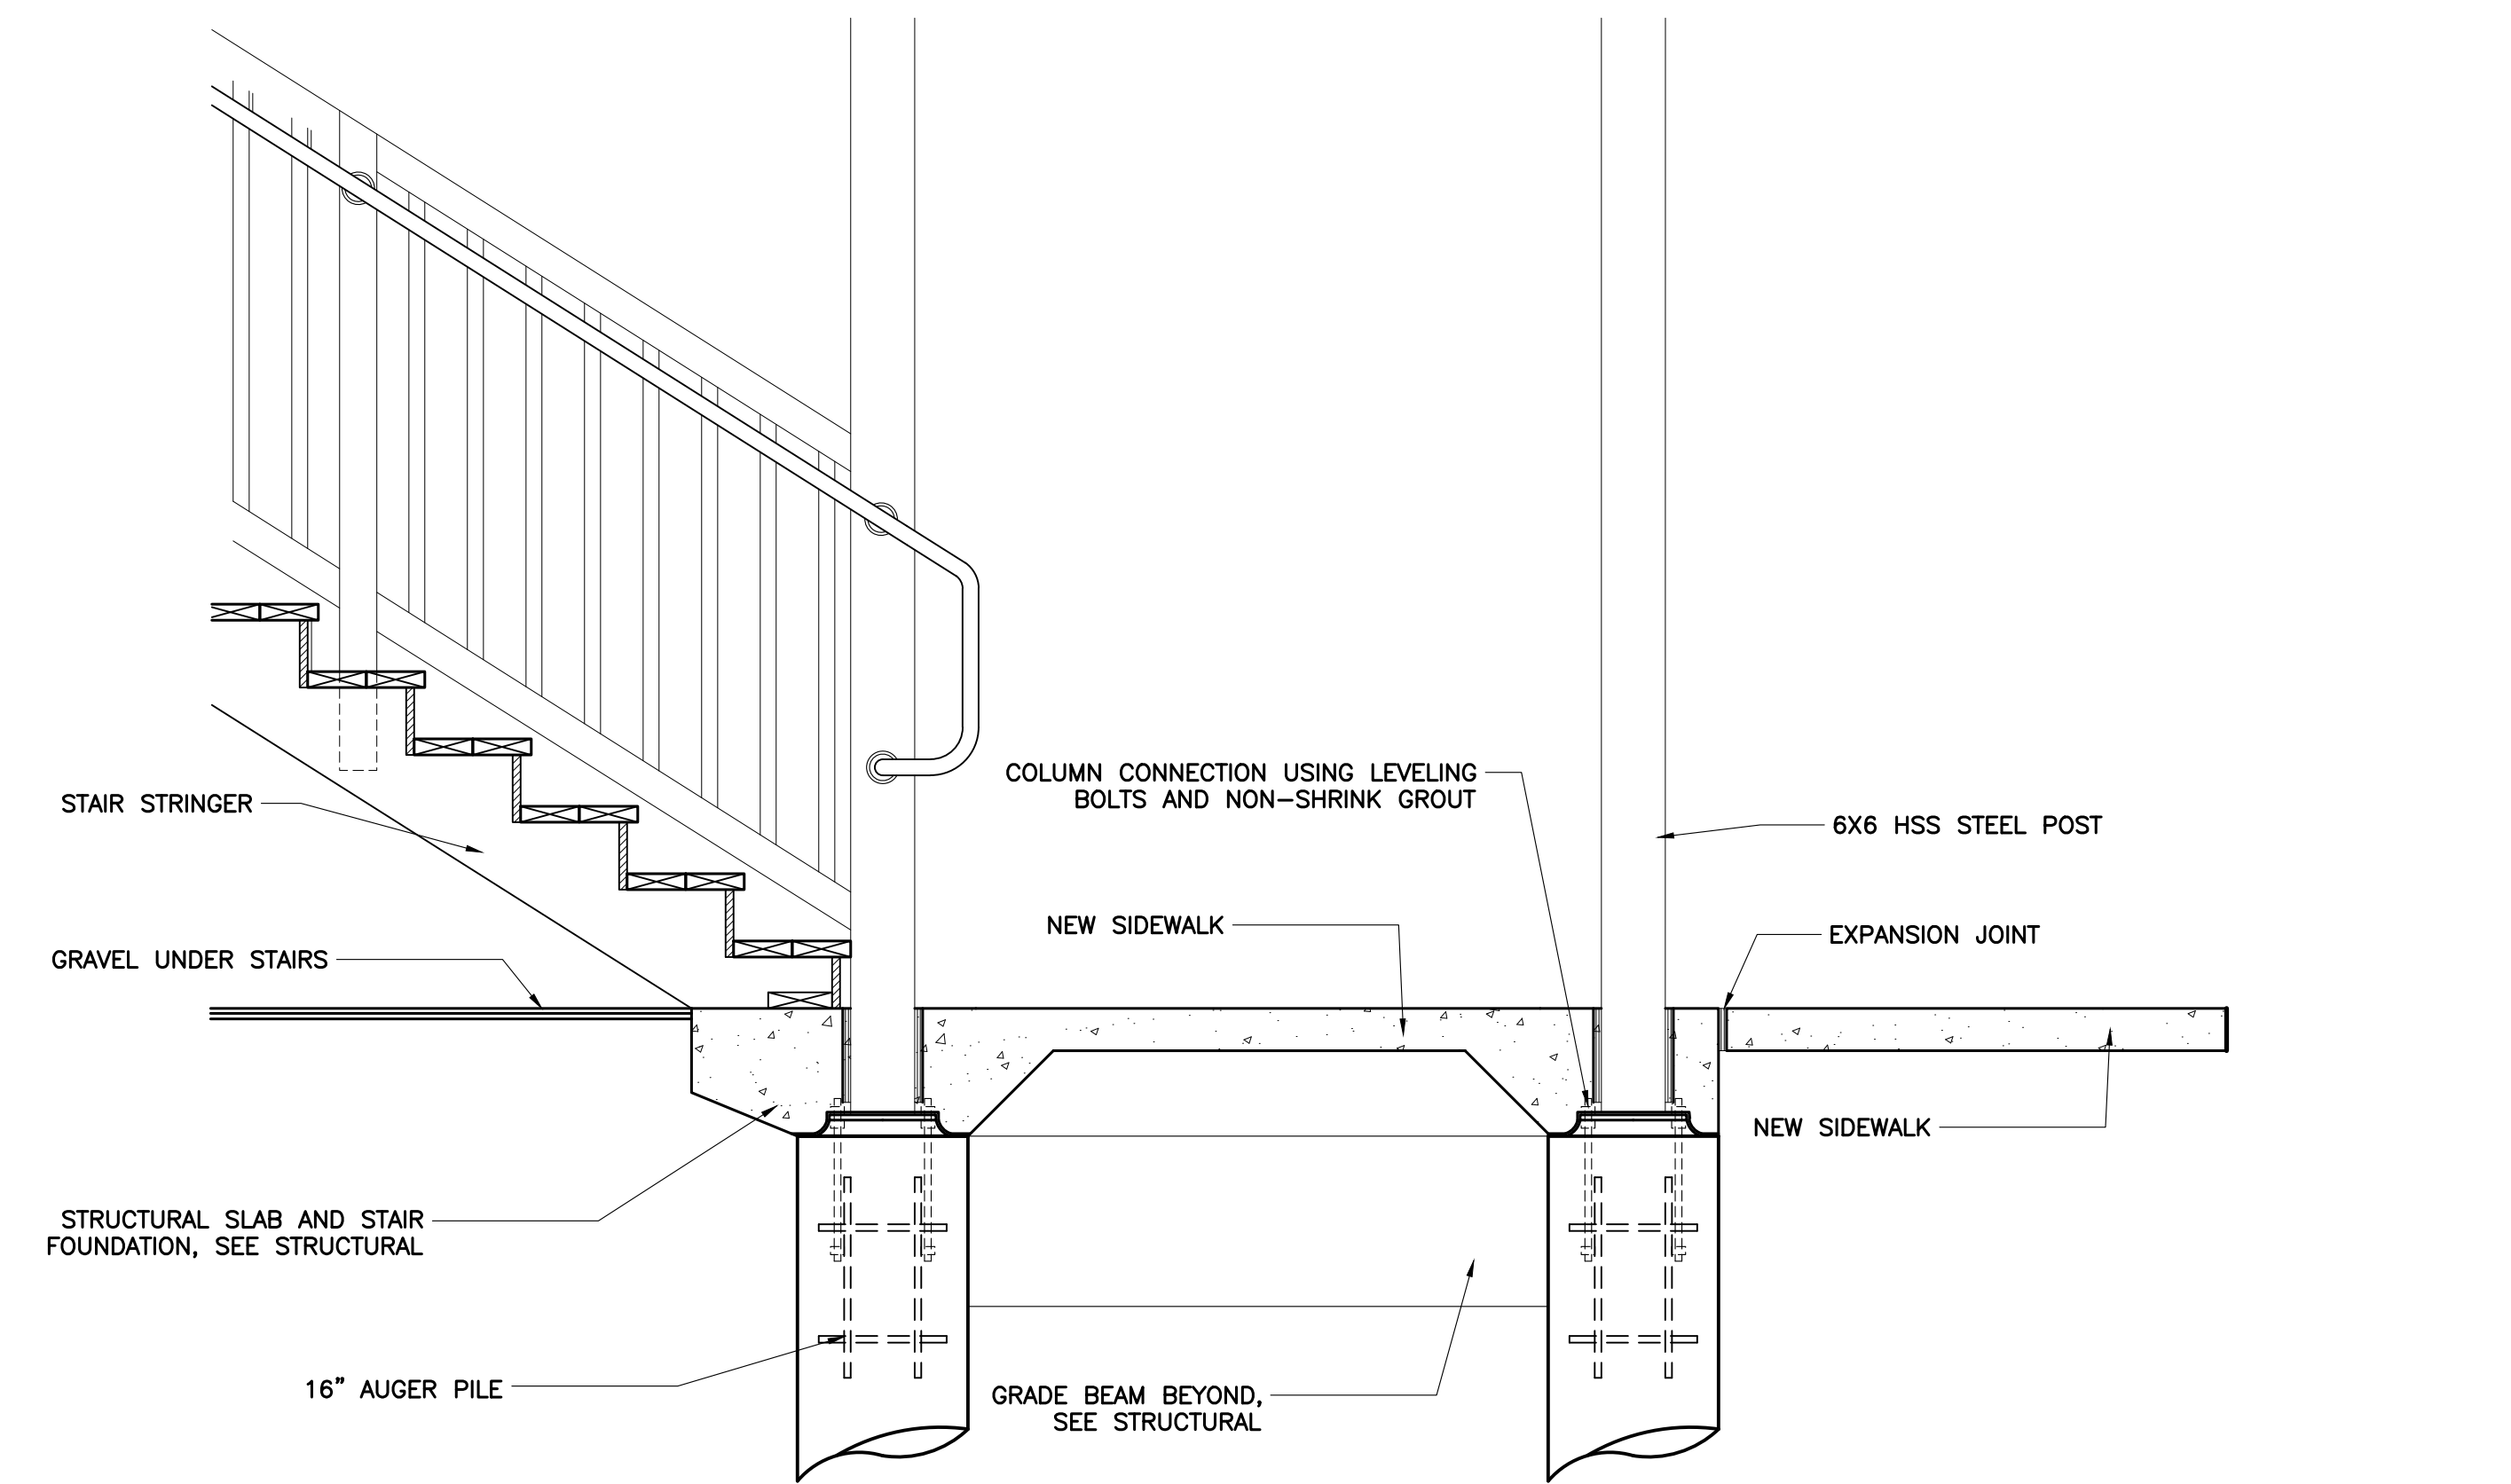 COLUMN CONNECTION USING LEVELING
BOLTS AND NON-SHRINK GROUT
STAIR STRINGER
6X6 HSS STEEL POST
NEW SIDEWALK
EXPANSION JOINT
GRAVEL UNDER STAIRS
NEW SIDEWALK
STRUCTURAL SLAB AND STAIR
FOUNDATION, SEE STRUCTURAL
16" AUGER PILE
GRADE BEAM BEYOND,
SEE STRUCTURAL